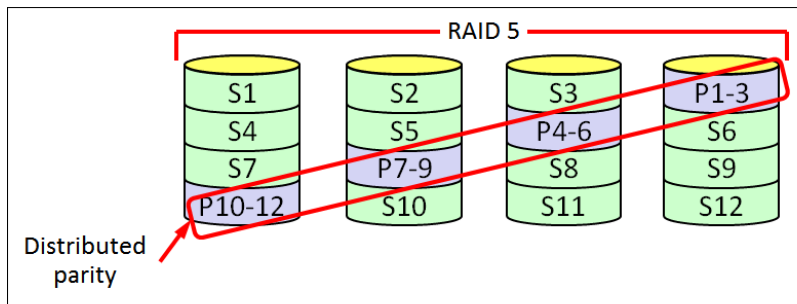 RAID 5
S1 S2 S3 P1-3
S4 S5 P4-6 S6
S7 P7-9 S8 S9
P10-12 S10 S11 S12
Distributed
parity